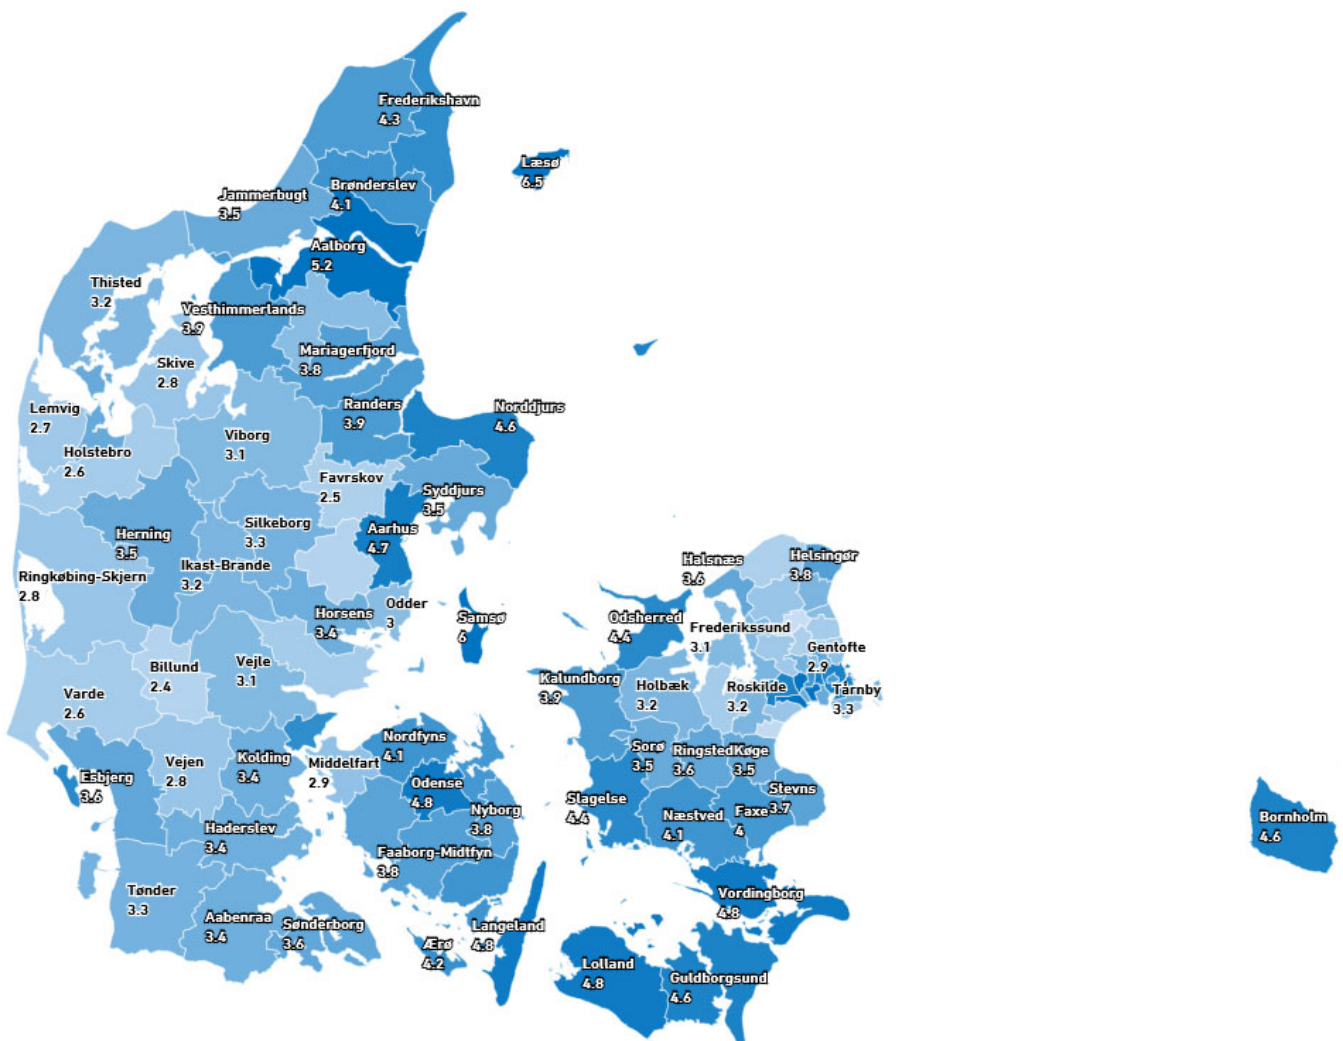 Frederikshavn
4.3
Læsø
6.5
Brønderslev
4.1
Jammerbugt
3.5
Aalborg
5.2
Thisted
3.2
Vesthimmerlands
3.9
Mariagerfjord
3.8
Skive
2.8
Lemvig
2.7
Randers
3.9
Norddjurs
4.6
Viborg
3.1
Holstebro
2.6
Favrskov
2.5
Syddjurs
3.5
Silkeborg
3.3
Aarhus
4.7
Herning
3.5
Ikast-Brande
3.2
Ringkøbing-Skjern
2.8
Odder
3
Horsens
3.4
Samsø
6
Halsnæs
3.6
Helsingør
3.8
Odsherred
4.4
Frederikssund
3.1
Gentofte
2.9
Billund
2.4
Vejle
3.1
Kalundborg
3.9
Holbæk
3.2
Roskilde
3.2
Tårnby
3.3
Varde
2.6
Nordfyns
4.1
Sorø
3.5
Ringsted
3.6
Køge
3.5
Vejen
2.8
Kolding
3.4
Middelfart
2.9
Esbjerg
3.6
Odense
4.8
Stevns
3.7
Slagelse
4.4
Nyborg
3.8
Næstved
4.1
Faxe
4
Bornholm
4.6
Haderslev
3.4
Faaborg-Midtfyn
3.8
Tønder
3.3
Vordingborg
4.8
Aabenraa
3.4
Sønderborg
3.6
Langeland
4.8
Ærø
4.2
Lolland
4.8
Guldborgsund
4.6